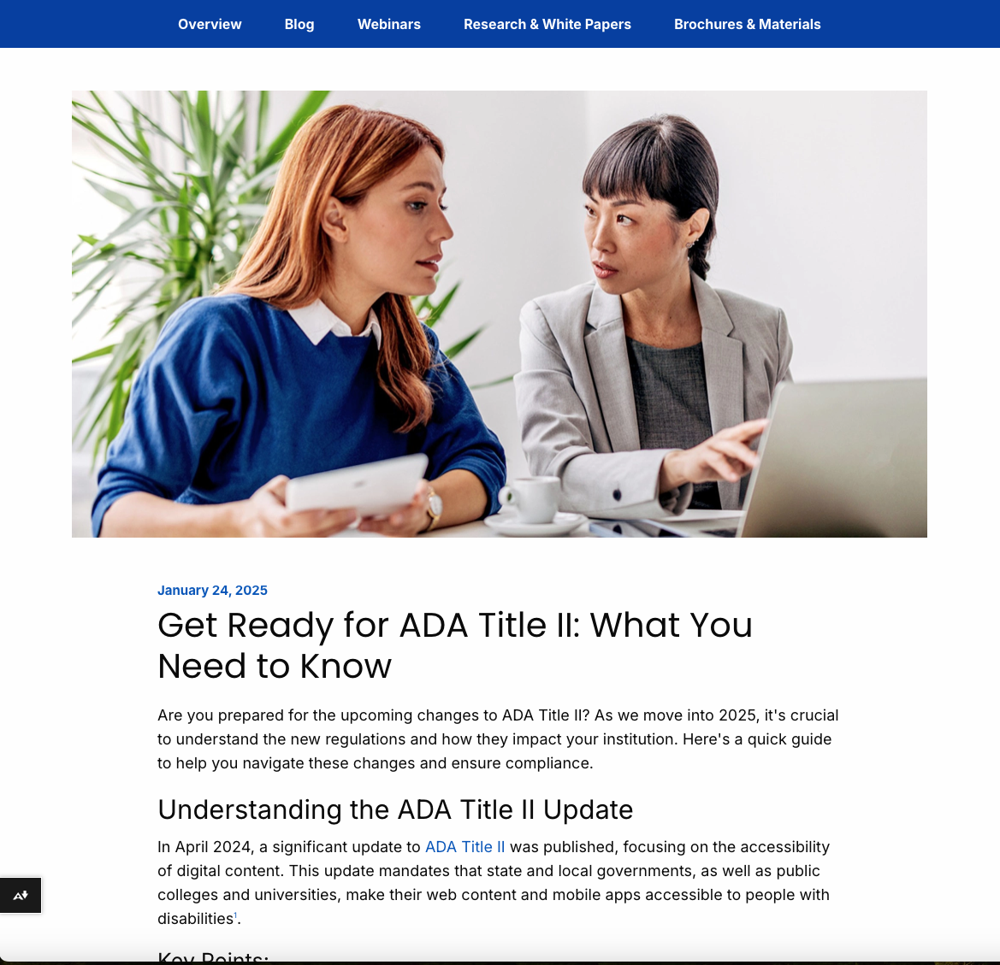 Overview Blog Webinars Research & White Papers Brochures & Materials
January 24, 2025
Get Ready for ADA Title II: What You
Need to Know
Are you prepared for the upcoming changes to ADA Title II? As we move into 2025, it's crucial
to understand the new regulations and how they impact your institution. Here's a quick guide
to help you navigate these changes and ensure compliance.
Understanding the ADA Title II Update
In April 2024, a significant update to ADA Title II was published, focusing on the accessibility
of digital content. This update mandates that state and local governments, as well as public
colleges and universities, make their web content and mobile apps accessible to people with
disabilities¹.
Key Points: